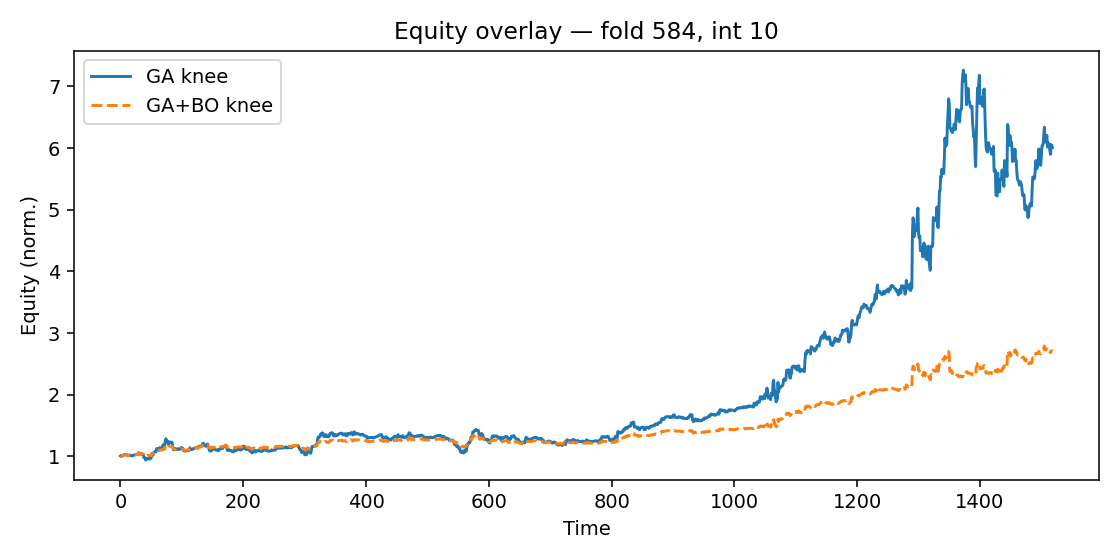 Equity overlay — fold 584, int 10
GA knee
GA+BO knee
Equity (norm.)
7
6
5
4
3
2
1
0 200 400 600 800 1000 1200 1400
Time